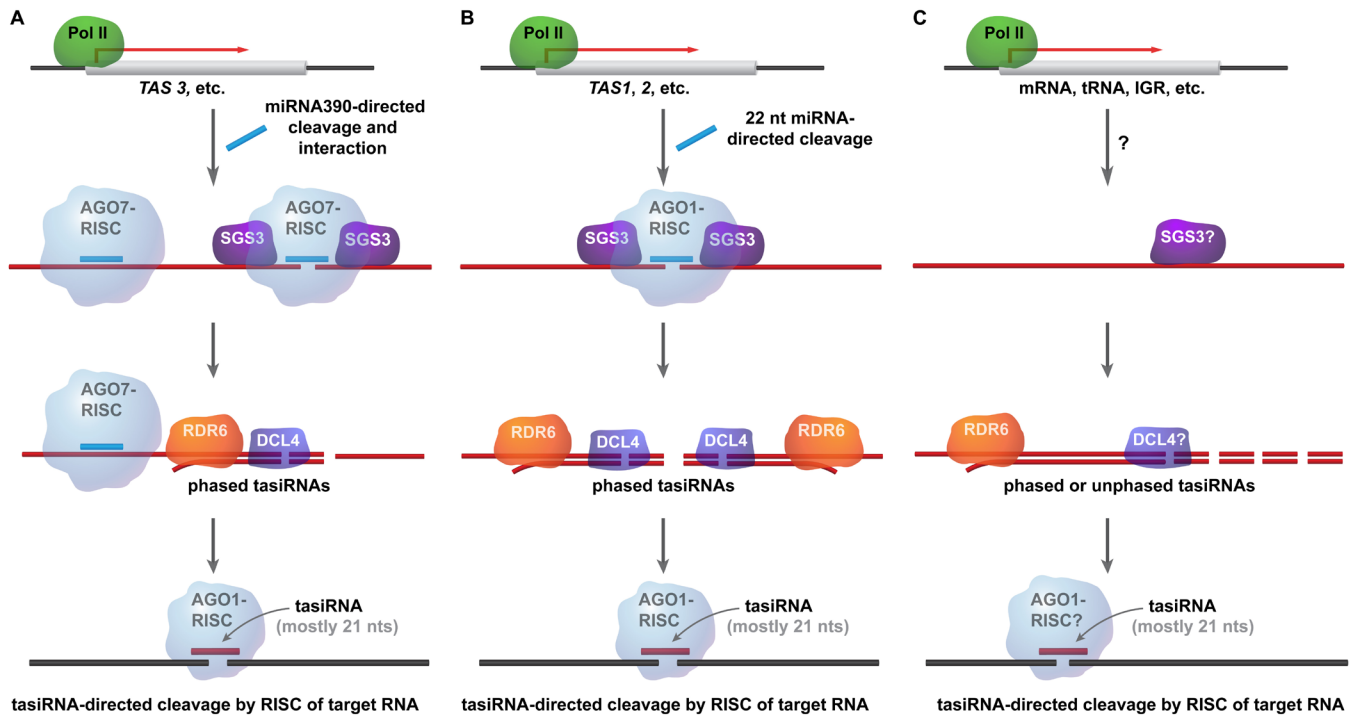 A
Pol II
TAS 3, etc.
miRNA390-directed
cleavage and
interaction
AGO7-
RISC
SGS3
AGO7-
RISC
SGS3
AGO7-
RISC
RDR6
DCL4
phased tasiRNAs
AGO1-
RISC
tasiRNA
(mostly 21 nts)
tasiRNA-directed cleavage by RISC of target RNA
B
Pol II
TAS1, 2, etc.
22 nt miRNA-
directed cleavage
SGS3
AGO1-
RISC
SGS3
RDR6
DCL4
DCL4
RDR6
phased tasiRNAs
AGO1-
RISC
tasiRNA
(mostly 21 nts)
tasiRNA-directed cleavage by RISC of target RNA
C
Pol II
mRNA, tRNA, IGR, etc.
?
SGS3?
RDR6
DCL4?
phased or unphased tasiRNAs
AGO1-
RISC?
tasiRNA
(mostly 21 nts)
tasiRNA-directed cleavage by RISC of target RNA